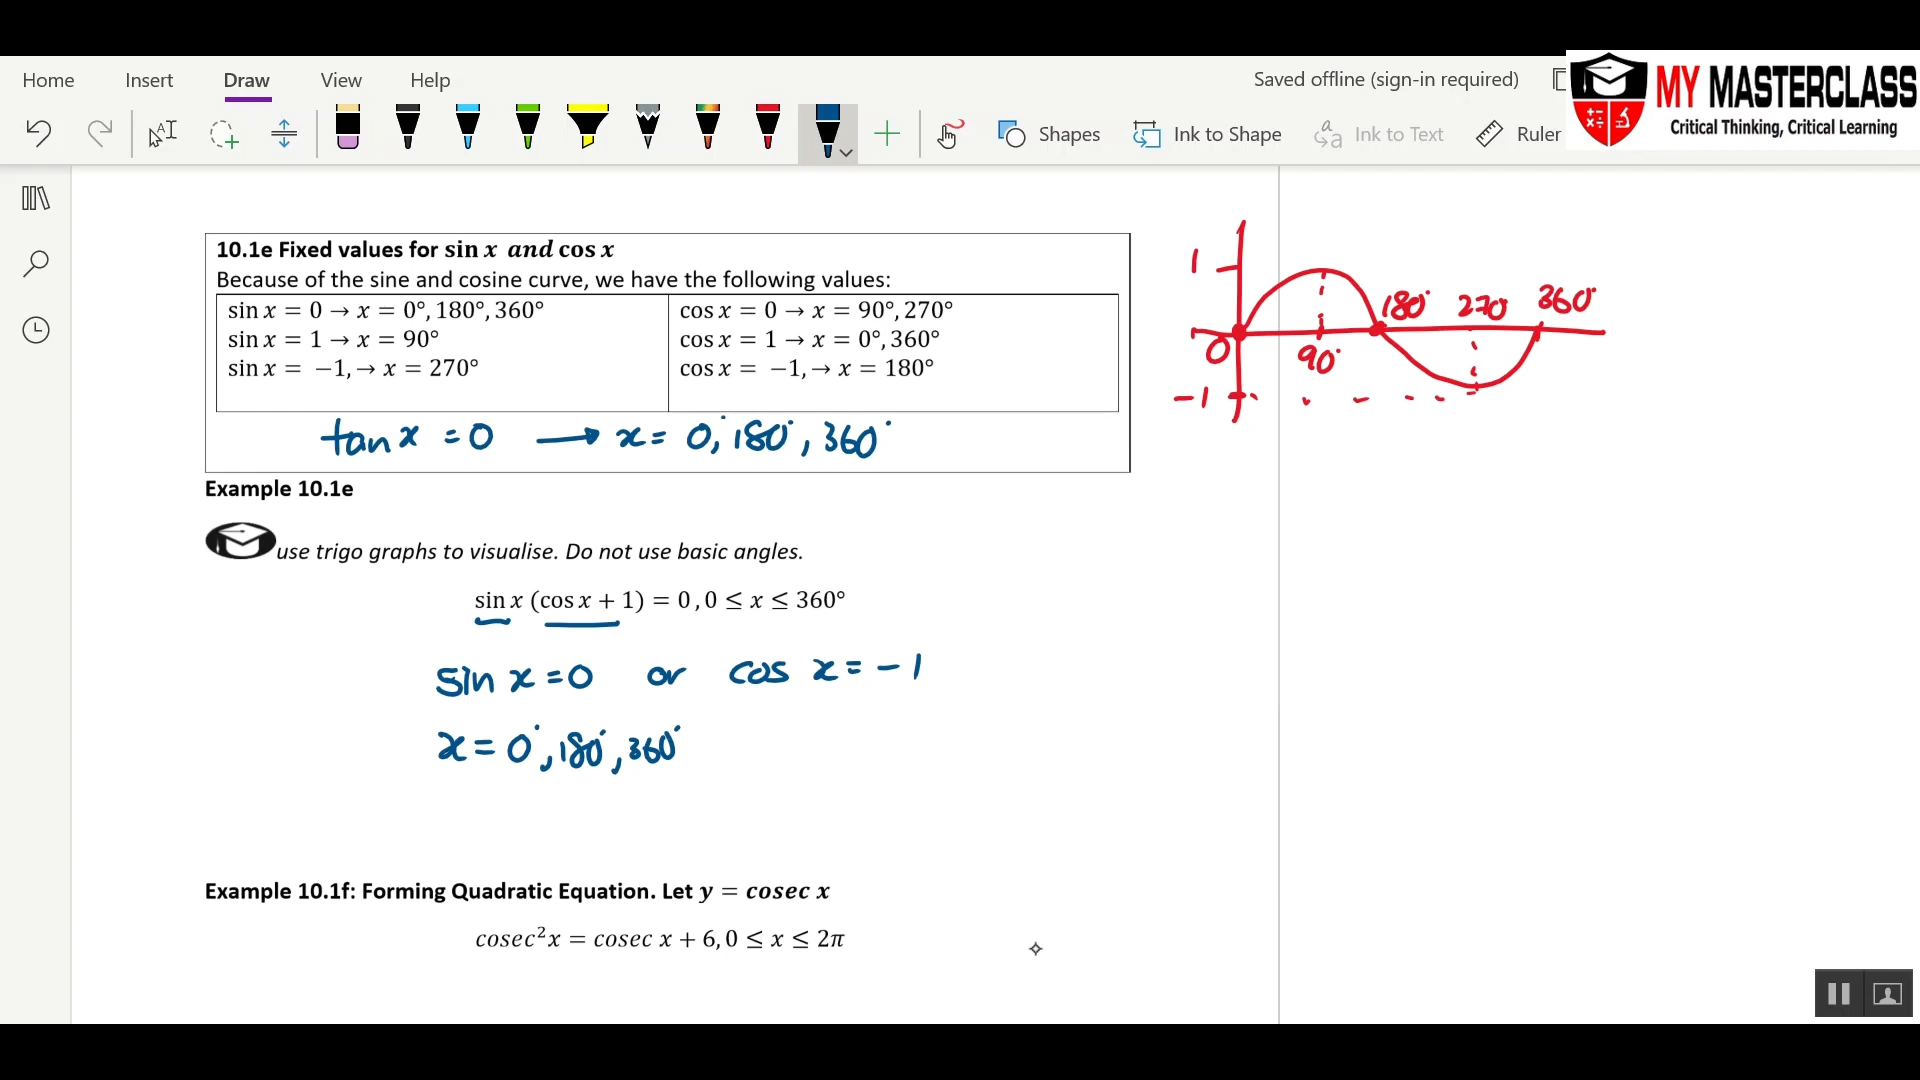 Home Insert Draw View Help Saved offline (sign-in required)
MY MASTERCLASS
Critical Thinking, Critical Learning
Shapes Ink to Shape Ink to Text Ruler
10.1e Fixed values for sin x and cos x
Because of the sine and cosine curve, we have the following values:
sin x = 0 → x = 0°, 180°, 360°
sin x = 1 → x = 90°
sin x = −1, → x = 270°
cos x = 0 → x = 90°, 270°
cos x = 1 → x = 0°, 360°
cos x = −1, → x = 180°
tan x = 0 → x = 0°, 180°, 360°
1
180° 270° 360°
0 90°
-1
Example 10.1e
use trigo graphs to visualise. Do not use basic angles.
sin x (cos x + 1) = 0 , 0 ≤ x ≤ 360°
sin x = 0 or cos x = -1
x = 0°, 180°, 360°
Example 10.1f: Forming Quadratic Equation. Let y = cosec x
cosec²x = cosec x + 6, 0 ≤ x ≤ 2π